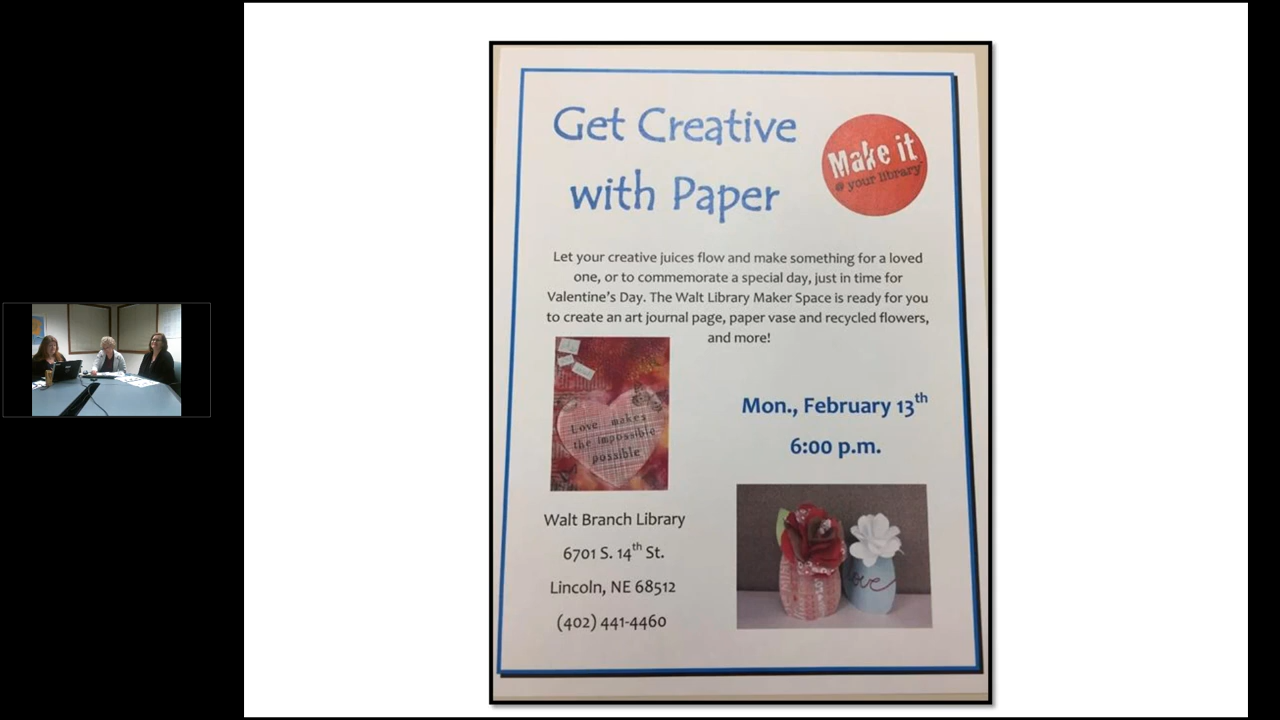 Get Creative
with Paper
Make it
@ your library
Let your creative juices flow and make something for a loved
one, or to commemorate a special day, just in time for
Valentine's Day. The Walt Library Maker Space is ready for you
to create an art journal page, paper vase and recycled flowers,
and more!
Love makes
the impossible
possible
Mon., February 13th
6:00 p.m.
Walt Branch Library
6701 S. 14th St.
Lincoln, NE 68512
(402) 441-4460
love